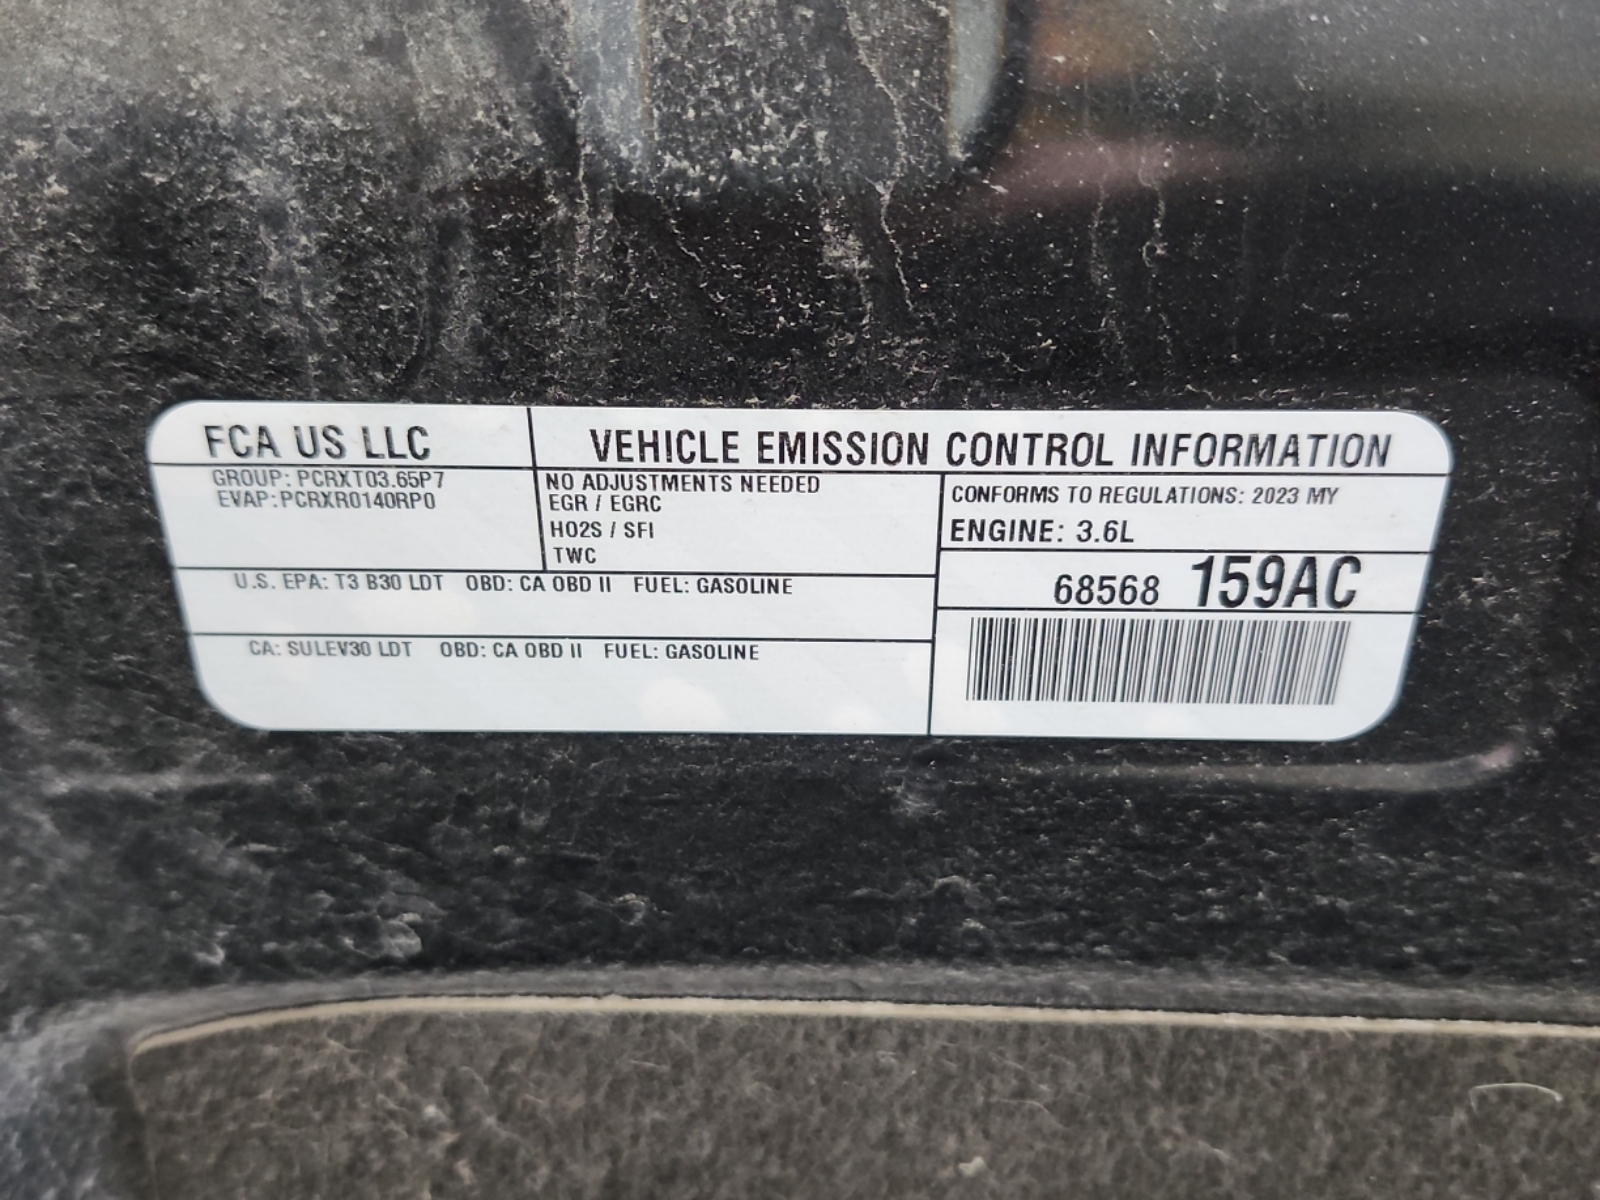 FCA US LLC
VEHICLE EMISSION CONTROL INFORMATION
GROUP: PCRXT03.65P7
EVAP:PCRXR0140RP0
NO ADJUSTMENTS NEEDED
EGR / EGRC
HO2S / SFI
TWC
CONFORMS TO REGULATIONS: 2023 MY
ENGINE: 3.6L
68568 159AC
U.S. EPA: T3 B30 LDT OBD: CA OBD II FUEL: GASOLINE
CA: SULEV30 LDT OBD: CA OBD II FUEL: GASOLINE